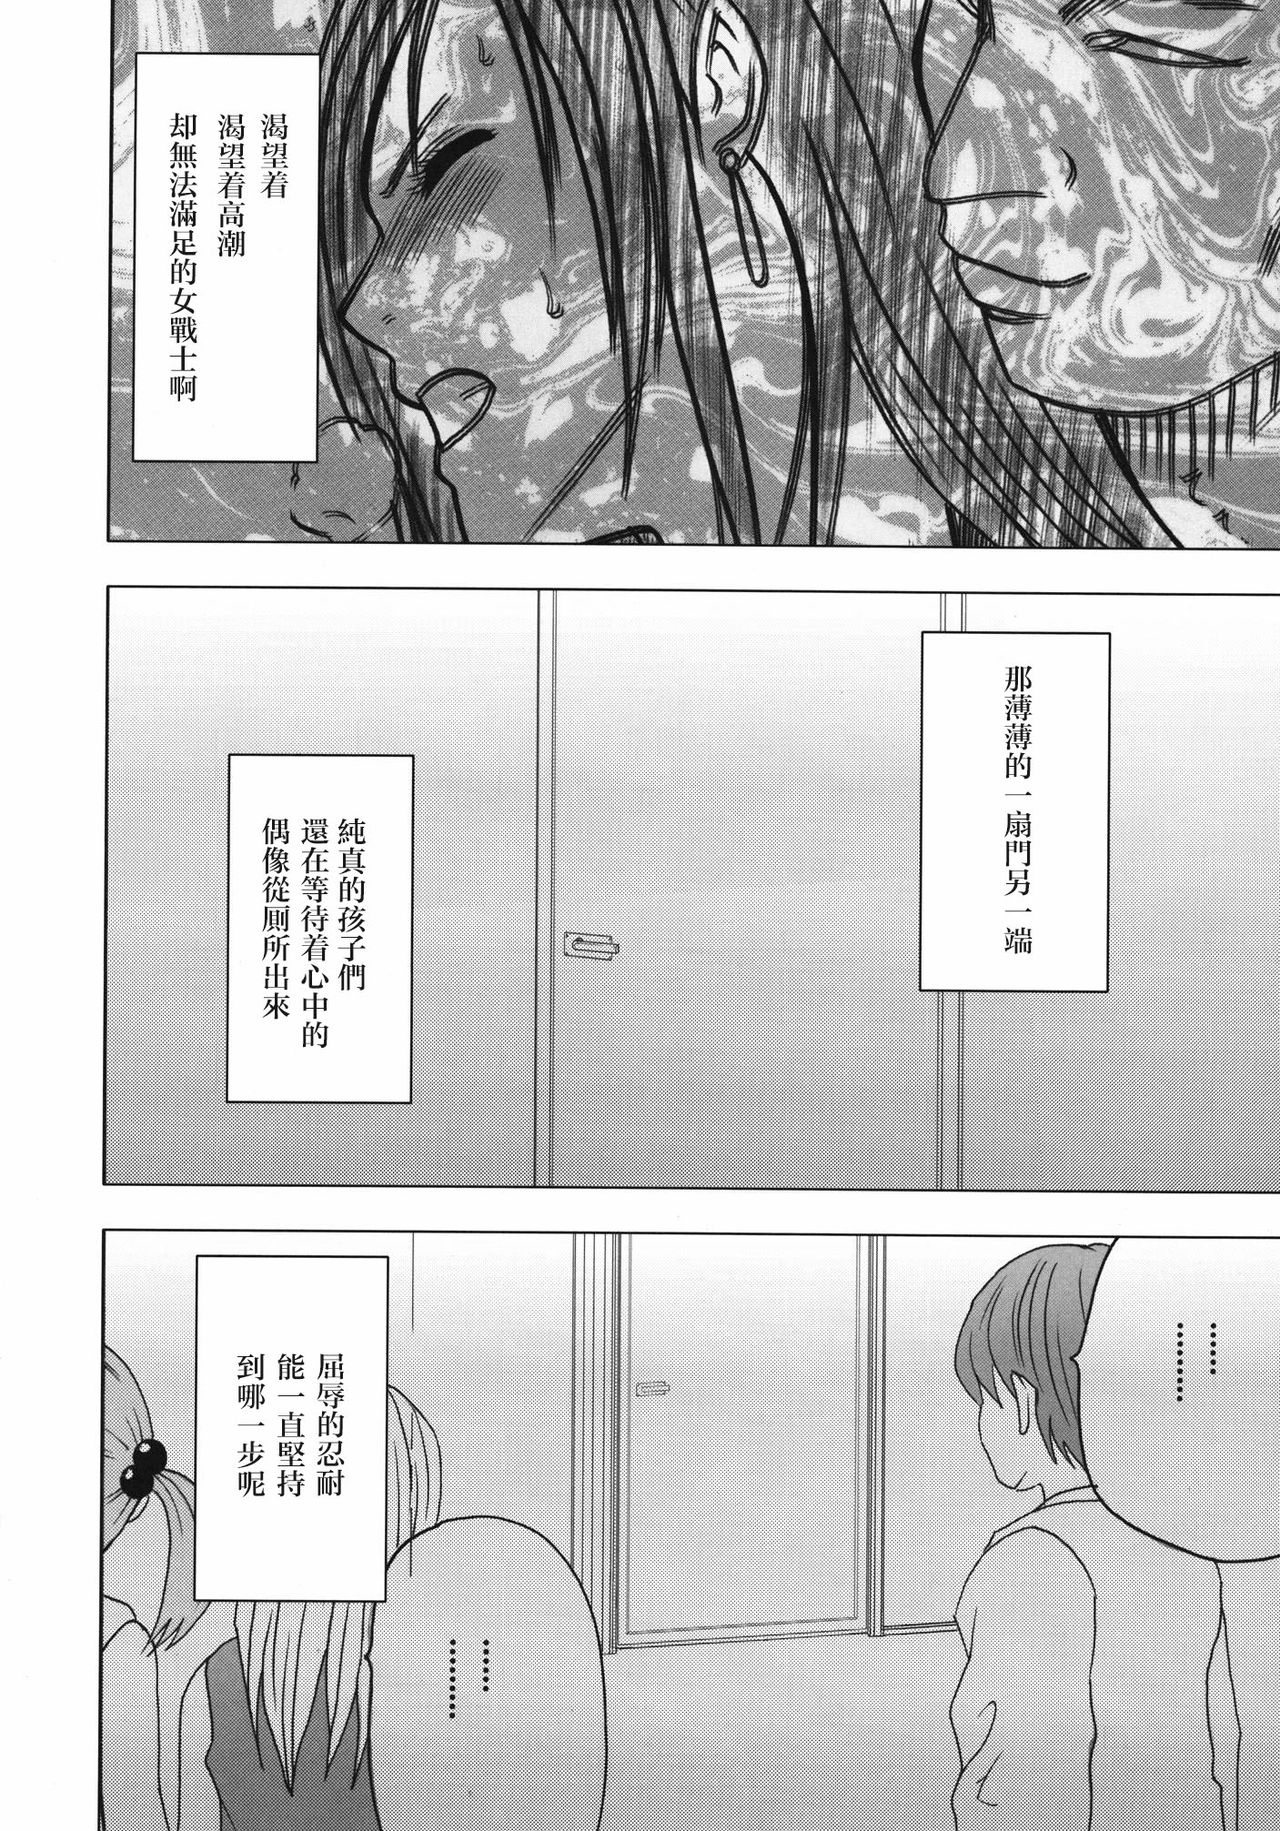 渴望着
渴望着高潮
却無法滿足的女戰士啊
那薄薄的一扇門另一端
純真的孩子們
還在等待着心中的
偶像從廁所出來
……
………
屈辱的忍耐
能一直堅持
到哪一步呢
……
………